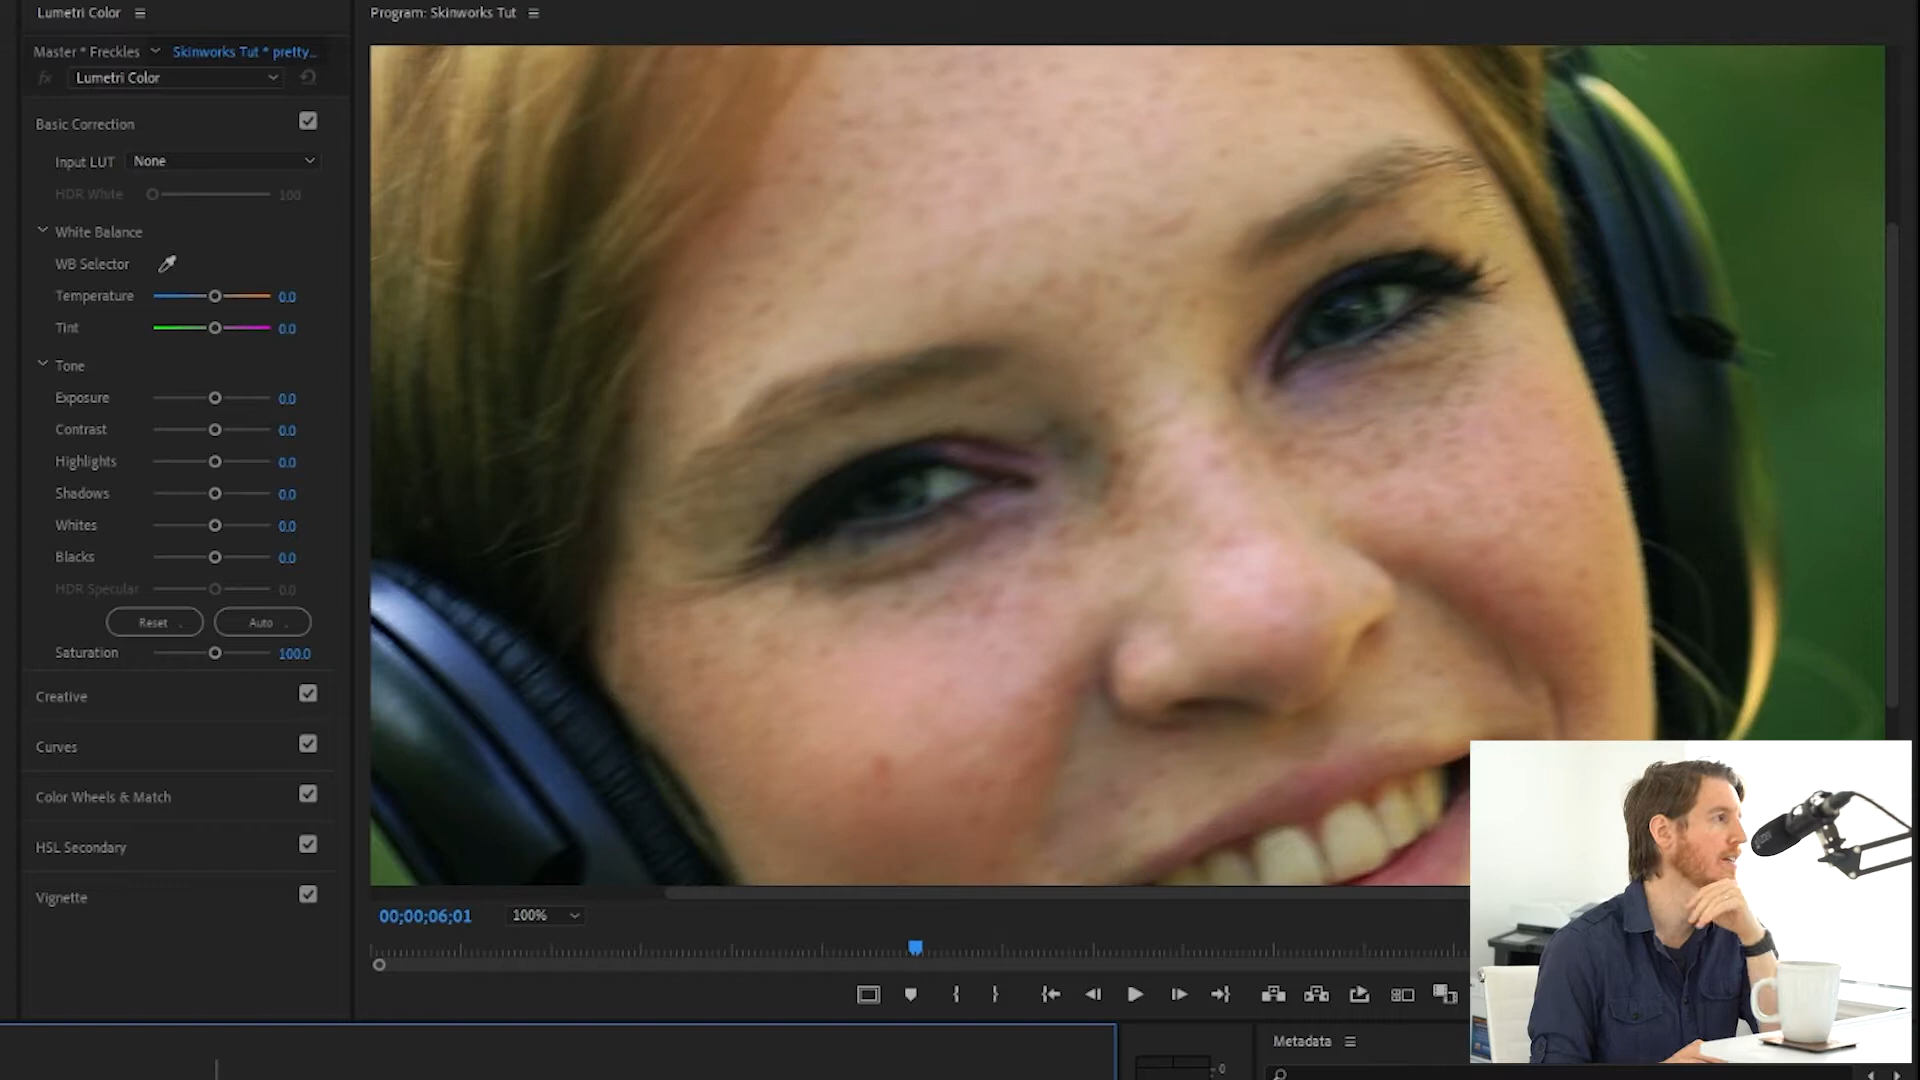 Lumetri Color
Program: Skinworks Tut
Master * Freckles
Skinworks Tut * pretty...
fx
Lumetri Color
Basic Correction
Input LUT
None
HDR White
100
White Balance
WB Selector
Temperature
0.0
Tint
0.0
Tone
Exposure
0.0
Contrast
0.0
Highlights
0.0
Shadows
0.0
Whites
0.0
Blacks
0.0
HDR Specular
0.0
Reset
Auto
Saturation
100.0
Creative
Curves
Color Wheels & Match
HSL Secondary
Vignette
00;00;06;01
100%
Metadata
0